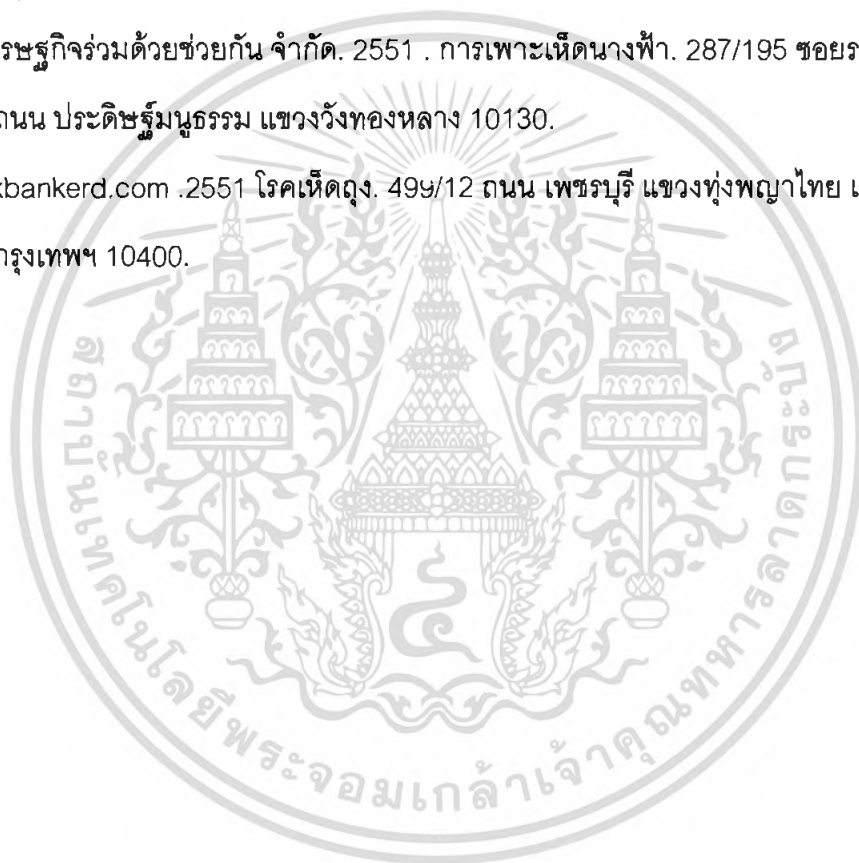 รษฐกิจร่วมด้วยช่วยกัน จำกัด. 2551 . การเพาะเห็ดนางฟ้า. 287/195 ซอยร
ถนน ประดิษฐ์มนูธรรม แขวงวังทองหลาง 10130.
kbankerd.com .2551 โรคเห็ดถุง. 499/12 ถนน เพชรบุรี แขวงทุ่งพญาไทย เ
กรุงเทพฯ 10400.
สถาบันเทคโนโลยีพระจอมเกล้าเจ้าคุณทหารลาดกระบัง